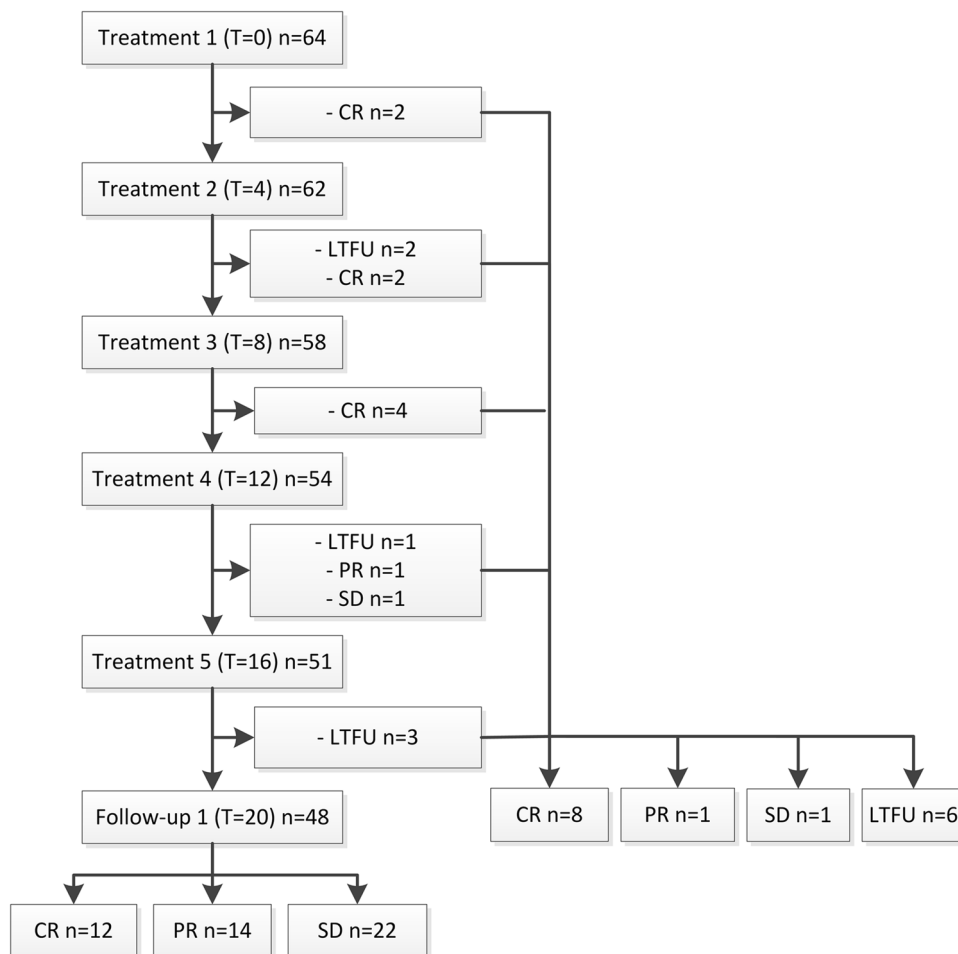 Treatment 1 (T=0) n=64
- CR n=2
Treatment 2 (T=4) n=62
- LTFU n=2
- CR n=2
Treatment 3 (T=8) n=58
- CR n=4
Treatment 4 (T=12) n=54
- LTFU n=1
- PR n=1
- SD n=1
Treatment 5 (T=16) n=51
- LTFU n=3
Follow-up 1 (T=20) n=48
CR n=8
PR n=1
SD n=1
LTFU n=6
CR n=12
PR n=14
SD n=22